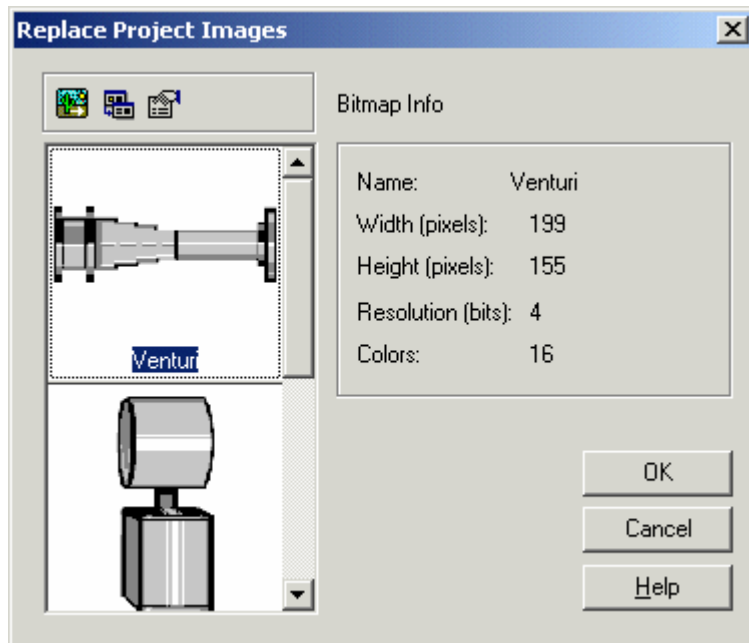 Replace Project Images
Bitmap Info
Name: Venturi
Width (pixels): 199
Height (pixels): 155
Resolution (bits): 4
Colors: 16
Venturi
OK
Cancel
Help